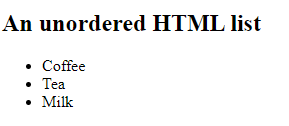 An unordered HTML list
• Coffee
• Tea
• Milk